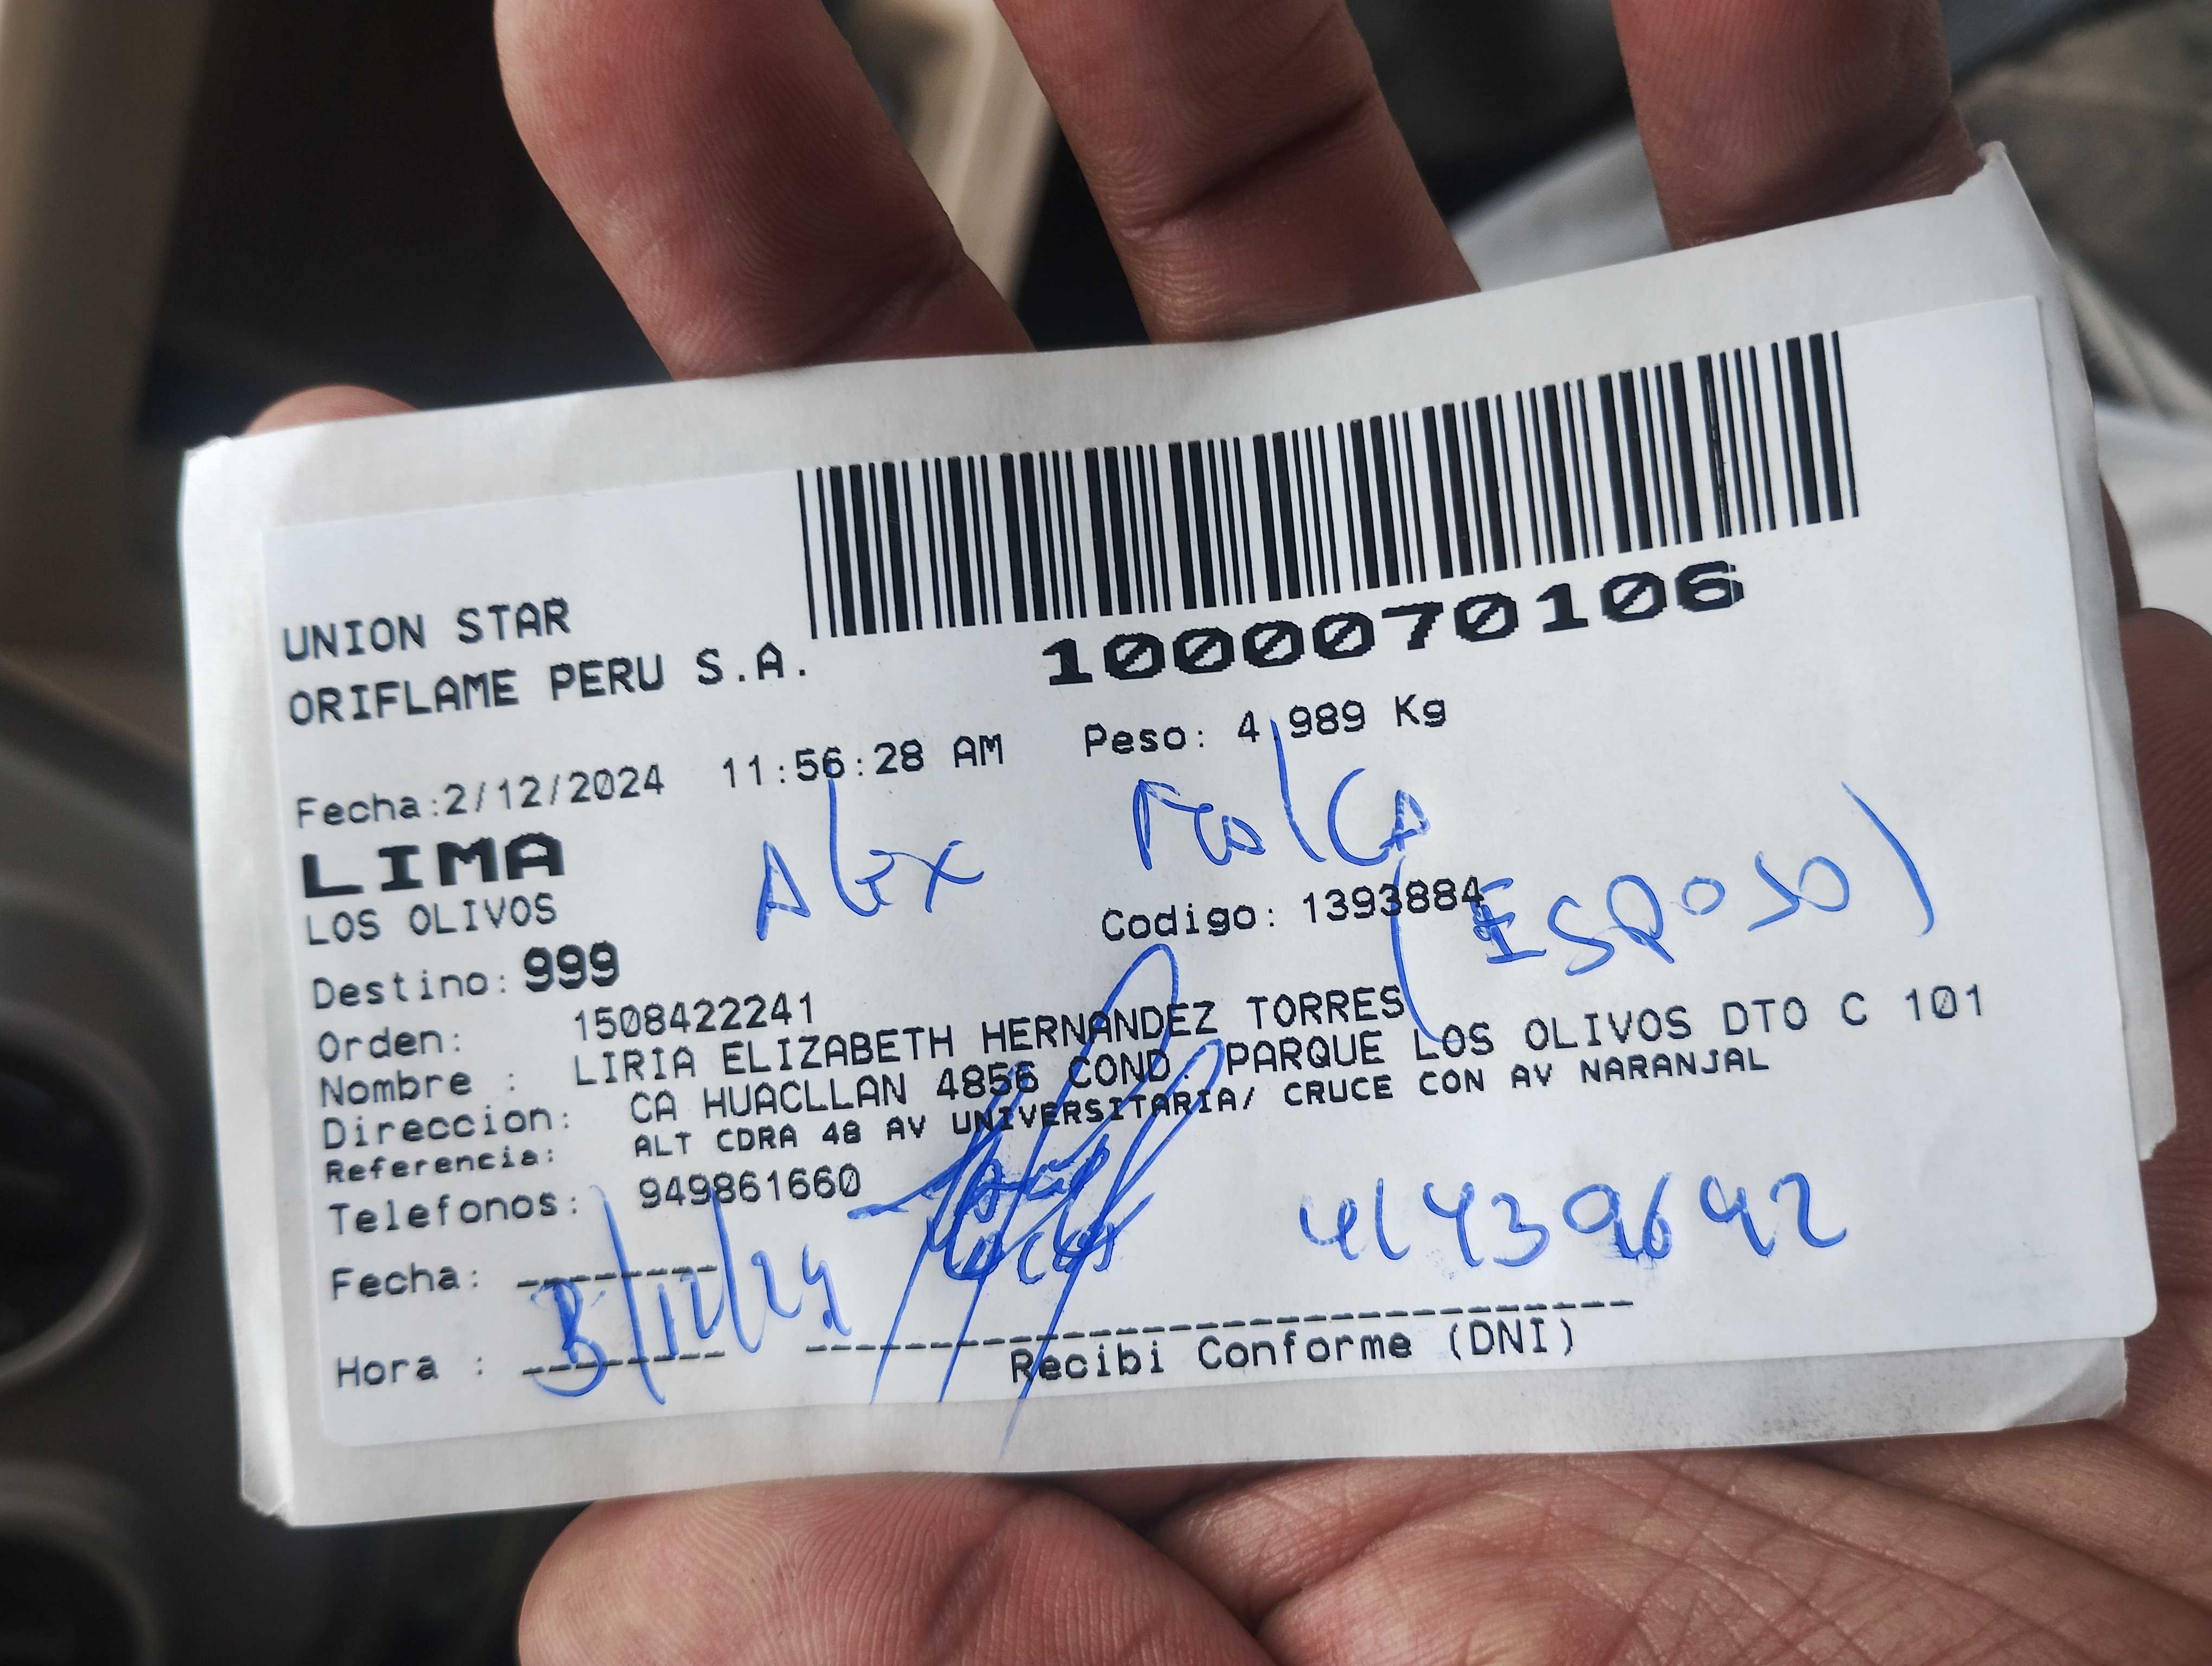 UNION STAR
ORIFLAME PERU S.A.
1000070106
Fecha:2/12/2024 11:56:28 AM Peso: 4.989 Kg
LIMA
Alex
LOS OLIVOS
Codigo: 1393884
(ESPOSO)
Destino: 999
Orden: 1508422241
Nombre : LIRIA ELIZABETH HERNANDEZ TORRES
Direccion: CA HUACLLAN 4856 COND. PARQUE LOS OLIVOS DTO C 101
Referencia: ALT CDRA 48 AV UNIVERSITARIA/ CRUCE CON AV NARANJAL
Telefonos: 949861660
Fecha:
3/12/24
Hora :
Recibi Conforme (DNI)